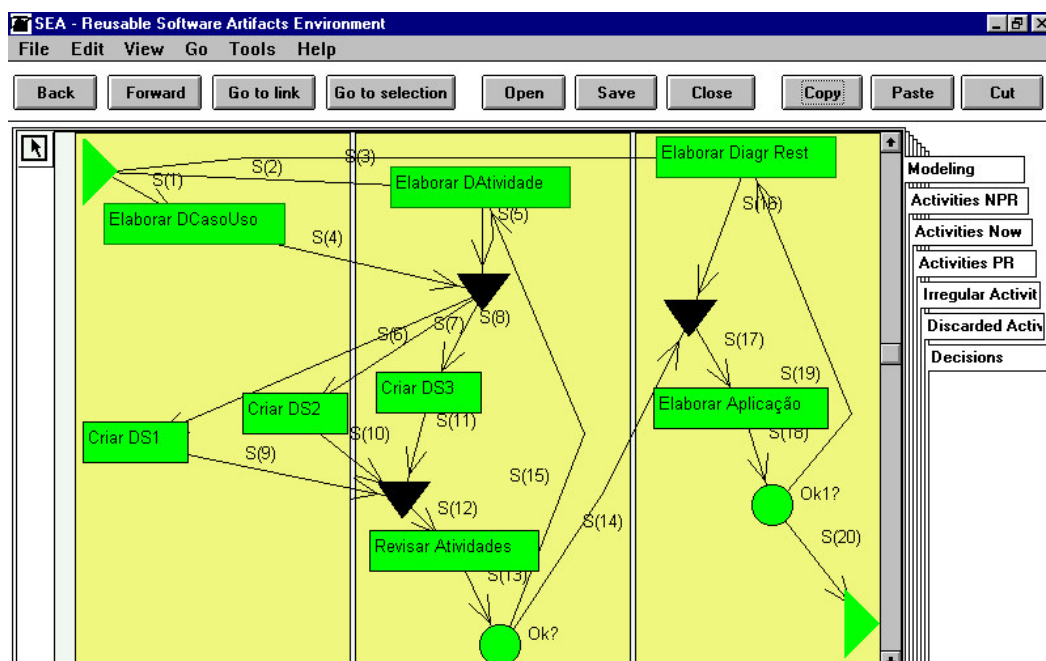 SEA - Reusable Software Artifacts Environment
File Edit View Go Tools Help
Back Forward Go to link Go to selection Open Save Close Copy Paste Cut
S(3)
Elaborar Diagr Rest
S(2)
Modeling
S(1)
Elaborar DAtividade
Activities NPR
S(16)
Elaborar DCasoUso
S(5)
Activities Now
S(4)
Activities PR
Irregular Activit
S(7)
S(8)
Discarded Activ
S(6)
S(17)
Decisions
S(19)
Criar DS3
Elaborar Aplicação
Criar DS2
S(11)
Criar DS1
S(10)
S(18)
S(9)
S(15)
Ok1?
S(12)
S(14)
S(20)
Revisar Atividades
S(13)
Ok?